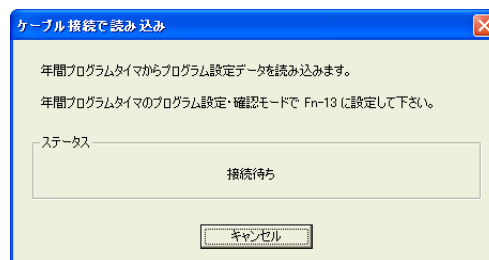 ケーブル接続で読み込み
年間プログラムタイマからプログラム設定データを読み込みます。
年間プログラムタイマのプログラム設定・確認モードで Fn-13 に設定して下さい。
ステータス
接続待ち
キャンセル